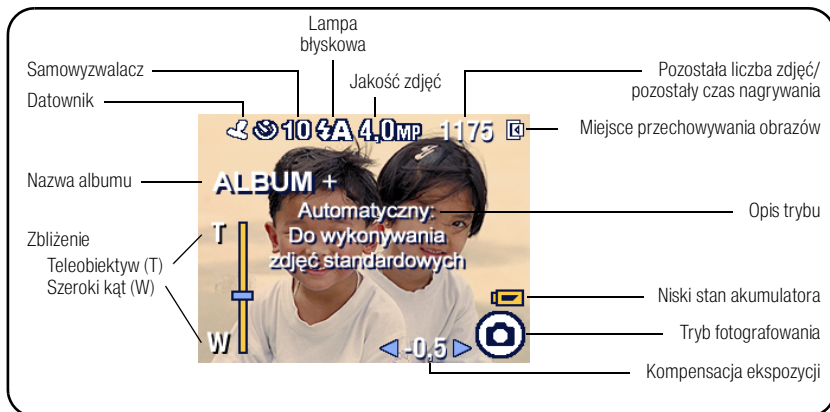 Lampa
błyskowa
Samowyzwalacz
Jakość zdjęć
Pozostała liczba zdjęć/
pozostały czas nagrywania
Datownik
10 A 4,0MP 1175
Miejsce przechowywania obrazów
Nazwa albumu
ALBUM +
Automatyczny:
Do wykonywania
zdjęć standardowych
Opis trybu
Zbliżenie
Teleobiektyw (T)
Szeroki kąt (W)
T
W
Niski stan akumulatora
Tryb fotografowania
-0,5
Kompensacja ekspozycji